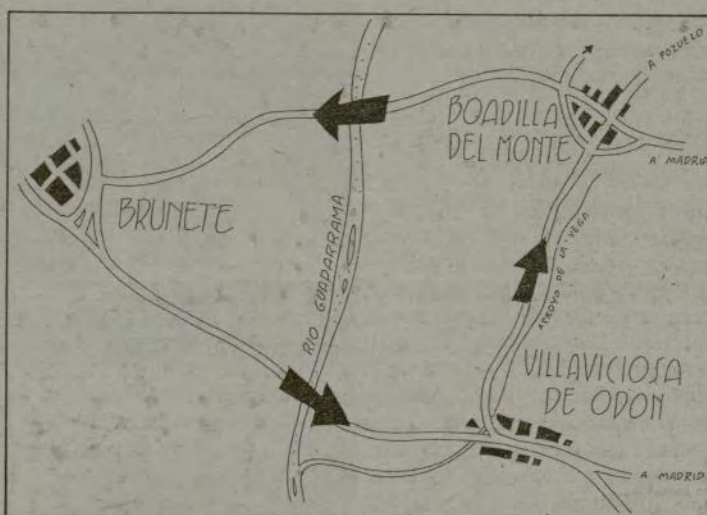 A POZUELO
BOADILLA
DEL MONTE
A MADRID
BRUNETE
RIO GUADARRAMA
ARROYO DE LA VEGA
VILLAVICIOSA
DE ODON
A MADRID